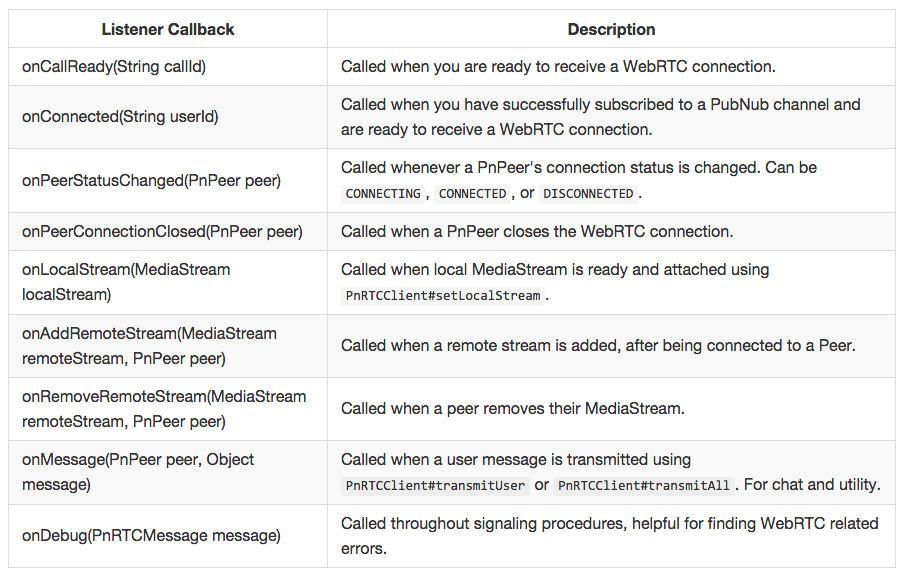 Listener Callback
Description
onCallReady(String callId)
Called when you are ready to receive a WebRTC connection.
onConnected(String userId)
Called when you have successfully subscribed to a PubNub channel and
are ready to receive a WebRTC connection.
onPeerStatusChanged(PnPeer peer)
Called whenever a PnPeer's connection status is changed. Can be
CONNECTING , CONNECTED , or DISCONNECTED .
onPeerConnectionClosed(PnPeer peer)
Called when a PnPeer closes the WebRTC connection.
onLocalStream(MediaStream
localStream)
Called when local MediaStream is ready and attached using
PnRTCClient#setLocalStream .
onAddRemoteStream(MediaStream
remoteStream, PnPeer peer)
Called when a remote stream is added, after being connected to a Peer.
onRemoveRemoteStream(MediaStream
remoteStream, PnPeer peer)
Called when a peer removes their MediaStream.
onMessage(PnPeer peer, Object
message)
Called when a user message is transmitted using
PnRTCClient#transmitUser or PnRTCClient#transmitAll . For chat and utility.
onDebug(PnRTCMessage message)
Called throughout signaling procedures, helpful for finding WebRTC related
errors.